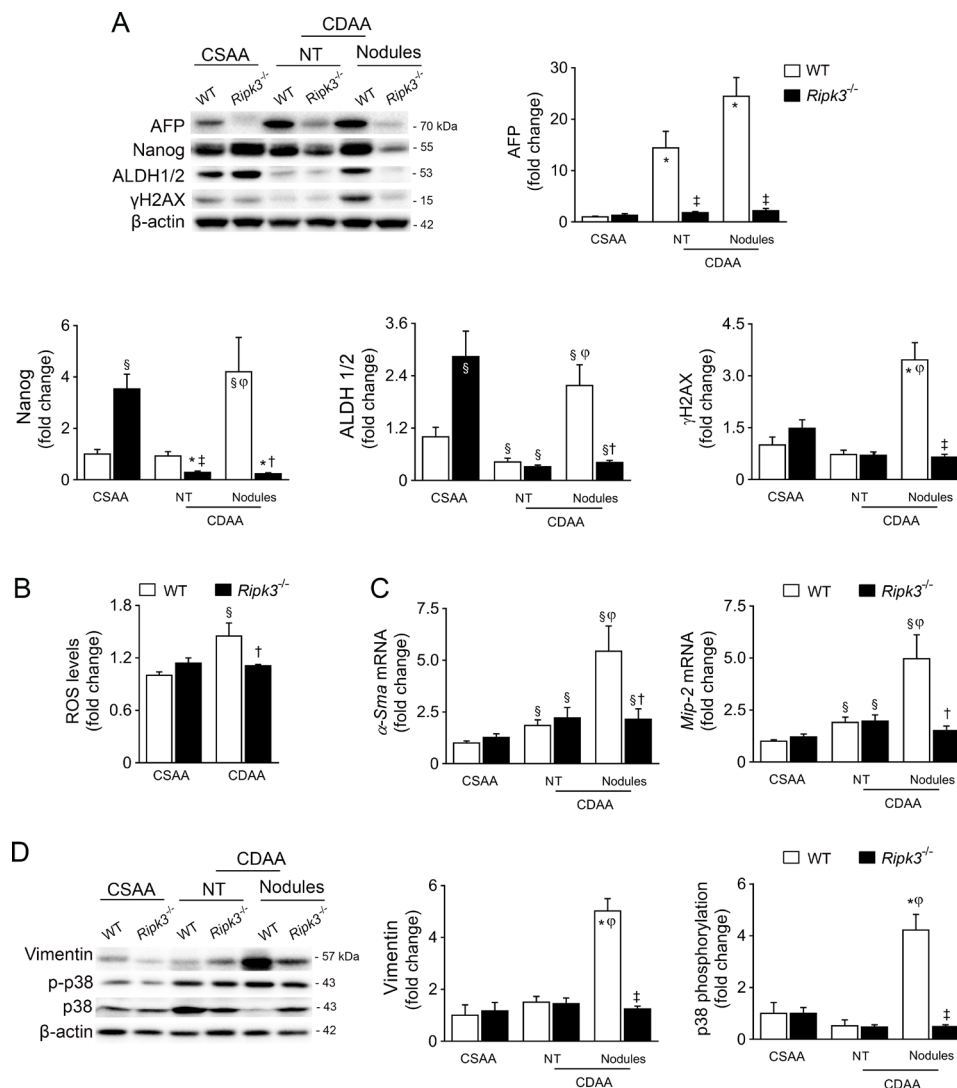 A
CDAA
CSAA NT Nodules
WT Ripk3-/- WT Ripk3-/- WT Ripk3-/-
AFP - 70 kDa
Nanog - 55
ALDH1/2 - 53
γH2AX - 15
β-actin - 42
WT
Ripk3-/-
AFP
(fold change)
30
20
10
0
*
*
‡
‡
CSAA NT Nodules
CDAA
Nanog
(fold change)
6
4
2
0
§
*‡
§φ
*†
CSAA NT Nodules
CDAA
ALDH 1/2
(fold change)
3.6
2.4
1.2
0
§
§
§
§φ
§†
CSAA NT Nodules
CDAA
γH2AX
(fold change)
4.5
3.0
1.5
0
*φ
‡
CSAA NT Nodules
CDAA
B
WT Ripk3-/-
ROS levels
(fold change)
1.8
1.2
0.6
0
§
†
CSAA CDAA
C
α-Sma mRNA
(fold change)
7.5
5.0
2.5
0
§
§
§φ
§†
CSAA NT Nodules
CDAA
WT Ripk3-/-
Mip-2 mRNA
(fold change)
7.5
5.0
2.5
0
§
§
§φ
†
CSAA NT Nodules
CDAA
D
CDAA
CSAA NT Nodules
WT Ripk3-/- WT Ripk3-/- WT Ripk3-/-
Vimentin - 57 kDa
p-p38 - 43
p38 - 43
β-actin - 42
Vimentin
(fold change)
6
4
2
0
*φ
‡
CSAA NT Nodules
CDAA
WT Ripk3-/-
p38 phosphorylation
(fold change)
6
4
2
0
*φ
‡
CSAA NT Nodules
CDAA